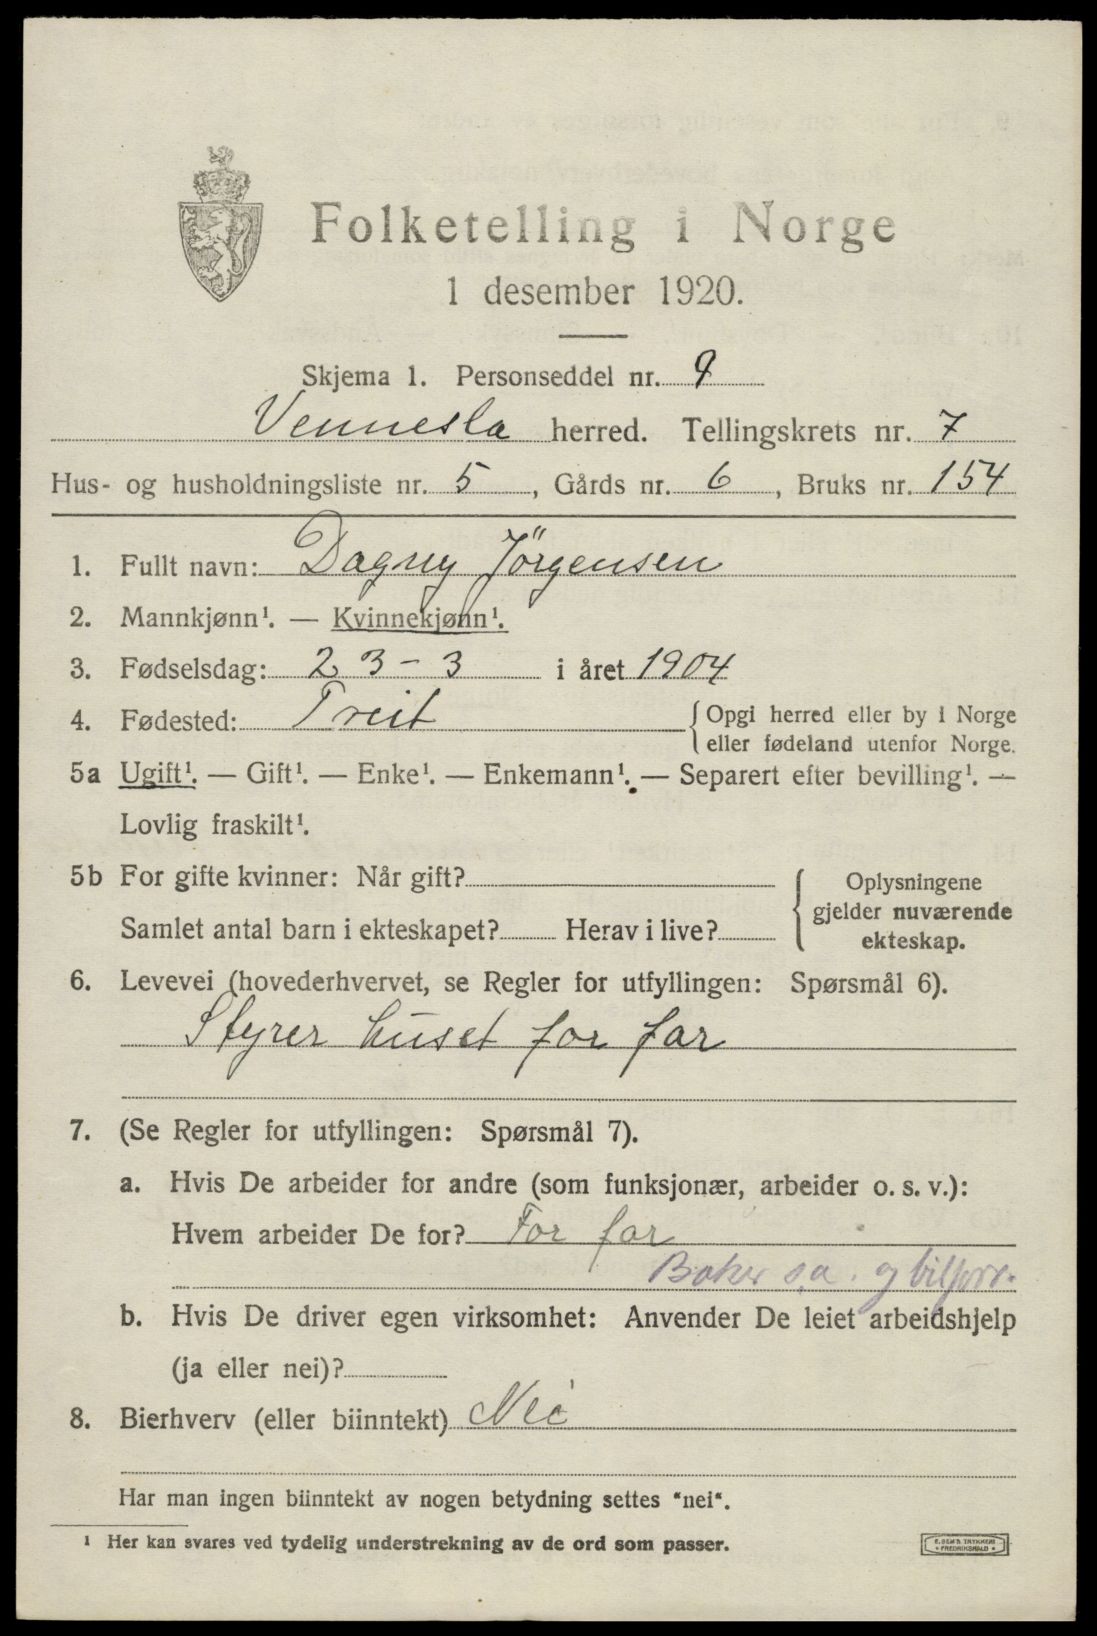 Folketelling i Norge
1 desember 1920.
Skjema 1. Personseddel nr. 9
Vennesla herred. Tellingskrets nr. 7
Hus- og husholdningsliste nr. 5, Gårds nr. 6, Bruks nr. 154
1. Fullt navn: Dagny Jörgensen
2. Mannkjønn¹. — Kvinnekjønn¹.
3. Fødselsdag: 23-3 i året 1904
4. Fødested: Treit { Opgi herred eller by i Norge
eller fødeland utenfor Norge.
5a Ugift¹. — Gift¹. — Enke¹. — Enkemann¹. — Separert efter bevilling¹. —
Lovlig fraskilt¹.
5b For gifte kvinner: Når gift?
Samlet antal barn i ekteskapet? Herav i live?
{ Oplysningene
gjelder nuværende
ekteskap.
6. Levevei (hovederhvervet, se Regler for utfyllingen: Spørsmål 6).
Styrer huset for far
7. (Se Regler for utfyllingen: Spørsmål 7).
a. Hvis De arbeider for andre (som funksjonær, arbeider o. s. v.):
Hvem arbeider De for? For far
Baker s.a. og bilforr.
b. Hvis De driver egen virksomhet: Anvender De leiet arbeidshjelp
(ja eller nei)?
8. Bierhverv (eller biinntekt) Nei
Har man ingen biinntekt av nogen betydning settes "nei".
¹ Her kan svares ved tydelig understrekning av de ord som passer.